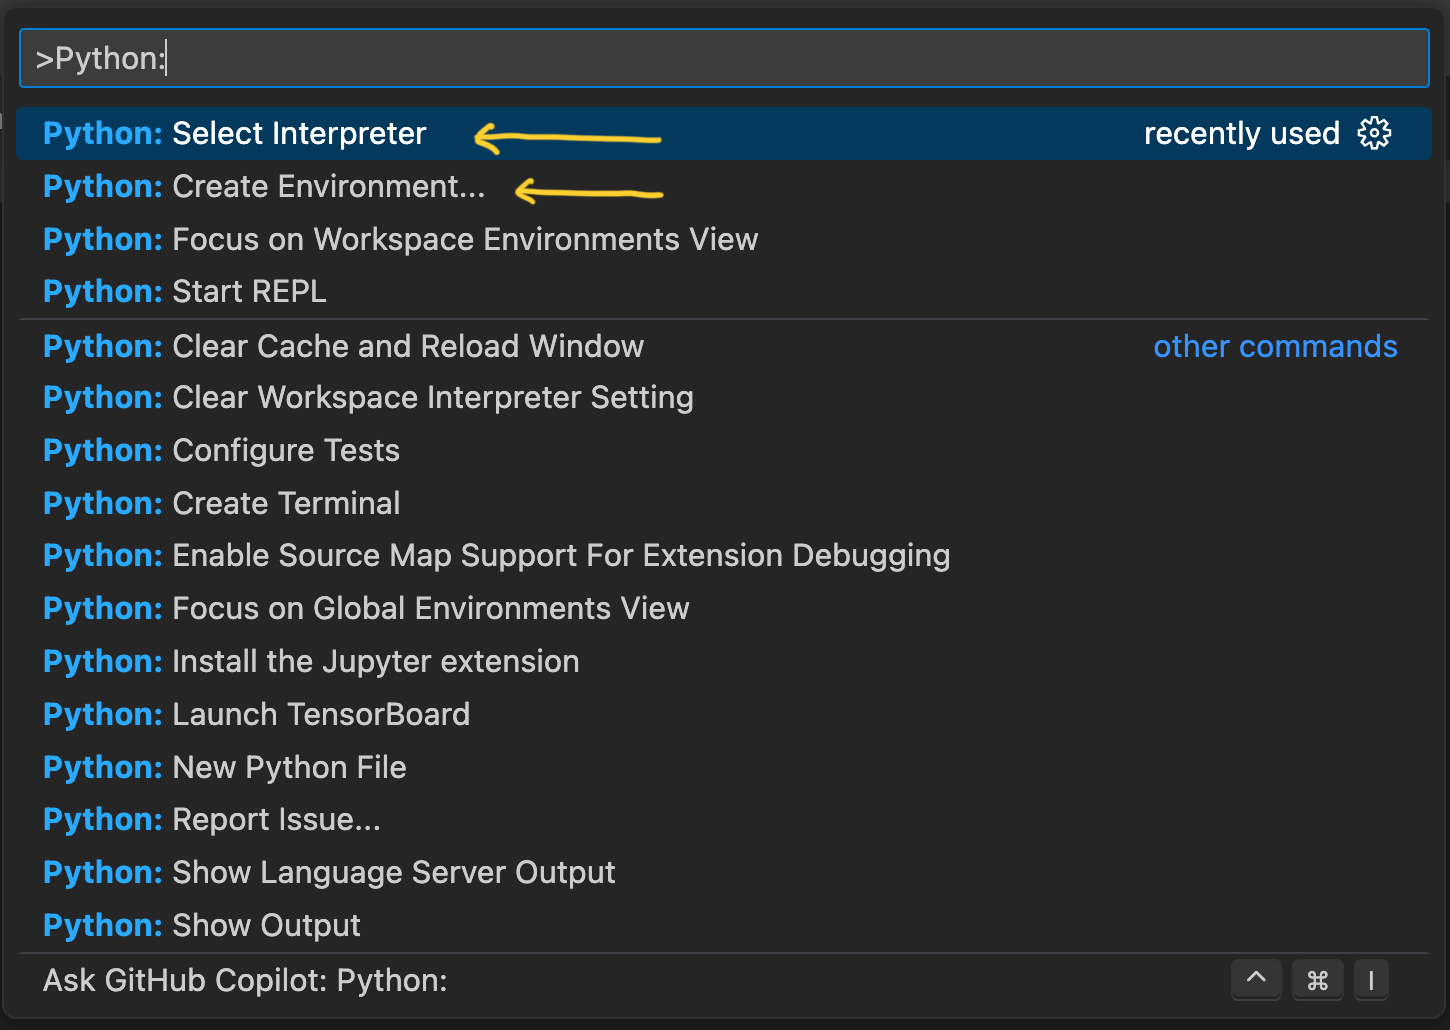 >Python:
Python: Select Interpreter recently used
Python: Create Environment...
Python: Focus on Workspace Environments View
Python: Start REPL
Python: Clear Cache and Reload Window other commands
Python: Clear Workspace Interpreter Setting
Python: Configure Tests
Python: Create Terminal
Python: Enable Source Map Support For Extension Debugging
Python: Focus on Global Environments View
Python: Install the Jupyter extension
Python: Launch TensorBoard
Python: New Python File
Python: Report Issue...
Python: Show Language Server Output
Python: Show Output
Ask GitHub Copilot: Python: ^ ⌘ I